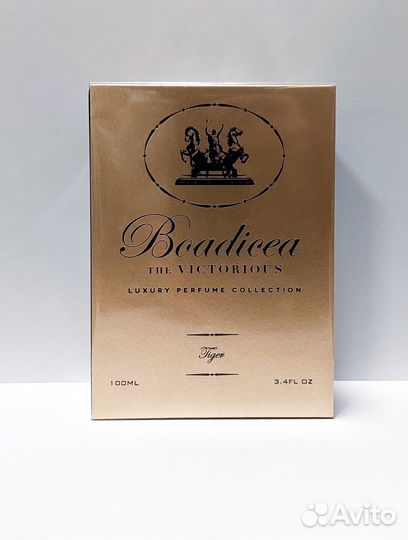 Boadicea
THE VICTORIOUS
LUXURY PERFUME COLLECTION
Tiger
100ML 3.4FL OZ
Avito